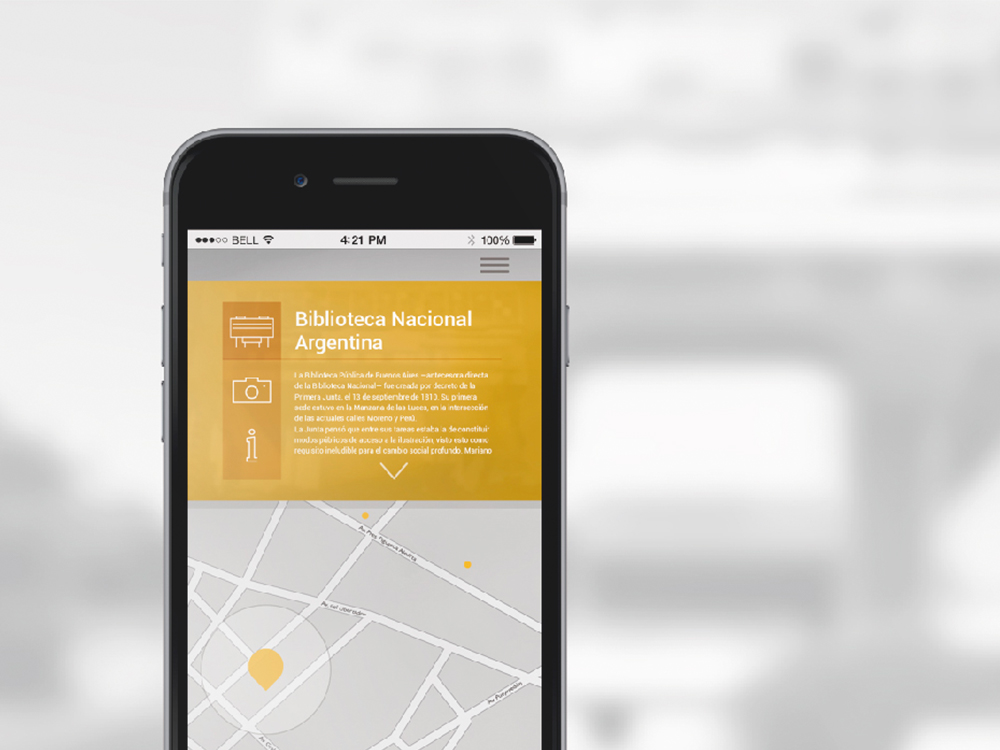 BELL 4:21 PM 100%
Biblioteca Nacional
Argentina
La Biblioteca Pública de Buenos Aires —antecesora directa
de la Biblioteca Nacional— fue creada por decreto de la
Primera Junta, el 13 de septiembre de 1810. Su primera
sede estuvo en la Manzana de las Luces, en la intersección
de las actuales calles Moreno y Perú.
La Junta pensó que entre sus tareas estaba la de constituir
modos públicos de acceso a la ilustración, visto esto como
requisito ineludible para el cambio social profundo. Mariano
i
Av. Pres Figueroa Alcorta
Av. del Libertador